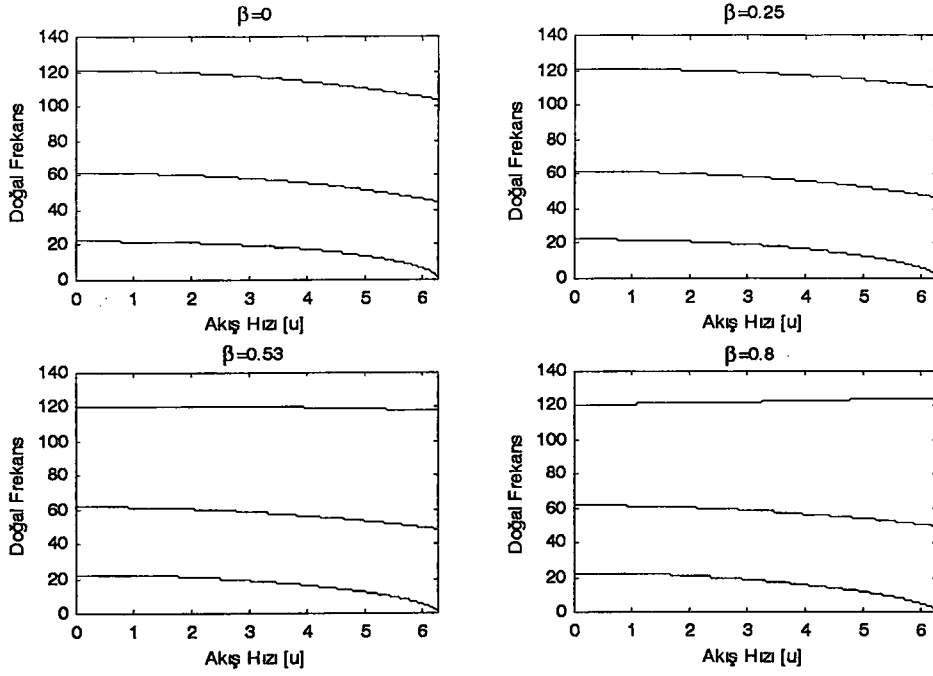 β=0
140
120
100
80
60
40
20
0
Doğal Frekans
0 1 2 3 4 5 6
Akış Hızı [u]
β=0.25
140
120
100
80
60
40
20
0
Doğal Frekans
0 1 2 3 4 5 6
Akış Hızı [u]
β=0.53
140
120
100
80
60
40
20
0
Doğal Frekans
0 1 2 3 4 5 6
Akış Hızı [u]
β=0.8
140
120
100
80
60
40
20
0
Doğal Frekans
0 1 2 3 4 5 6
Akış Hızı [u]